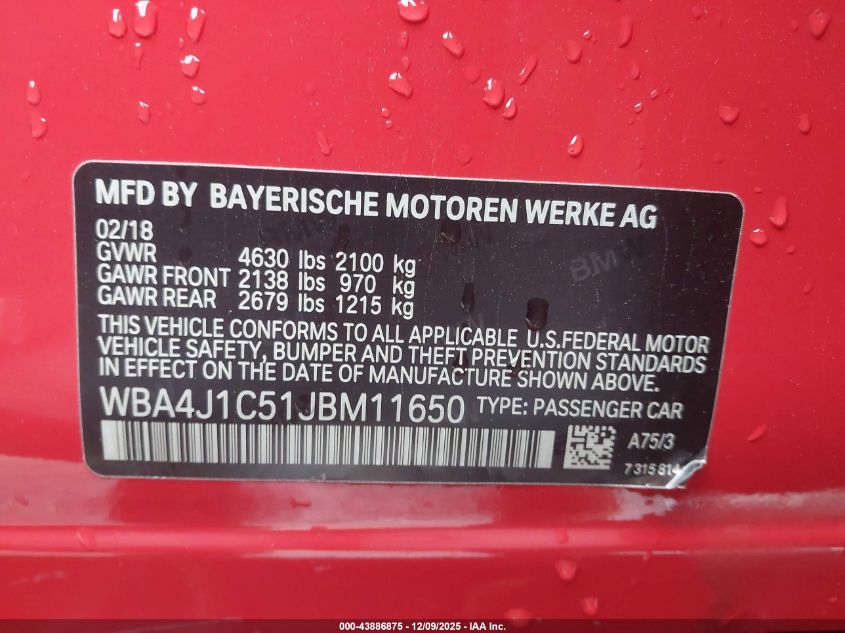 MFD BY BAYERISCHE MOTOREN WERKE AG
02/18
GVWR 4630 lbs 2100 kg
GAWR FRONT 2138 lbs 970 kg
GAWR REAR 2679 lbs 1215 kg
THIS VEHICLE CONFORMS TO ALL APPLICABLE U.S.FEDERAL MOTOR
VEHICLE SAFETY, BUMPER AND THEFT PREVENTION STANDARDS
IN EFFECT ON THE DATE OF MANUFACTURE SHOWN ABOVE.
WBA4J1C51JBM11650 TYPE: PASSENGER CAR
A75/3
7315614
000-43886875 - 12/09/2025 - IAA Inc.